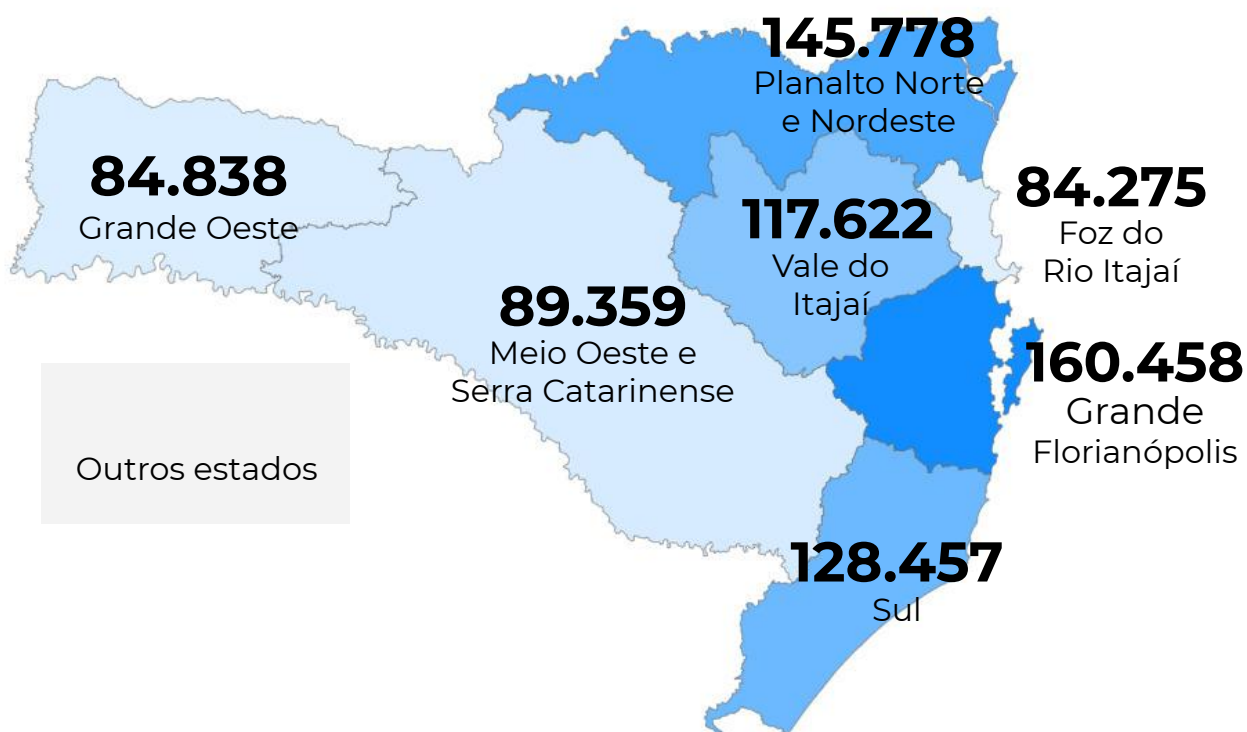 145.778
Planalto Norte
e Nordeste
84.838
Grande Oeste
117.622
Vale do
Itajaí
84.275
Foz do
Rio Itajaí
89.359
Meio Oeste e
Serra Catarinense
160.458
Grande
Florianópolis
Outros estados
128.457
Sul